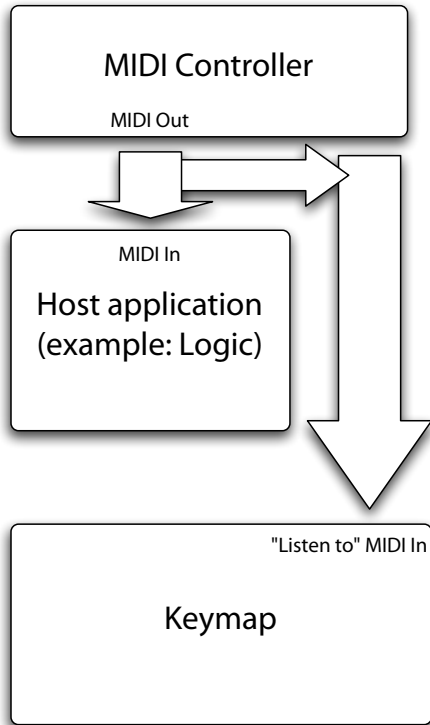 MIDI Controller
MIDI Out
MIDI In
Host application
(example: Logic)
"Listen to" MIDI In
Keymap